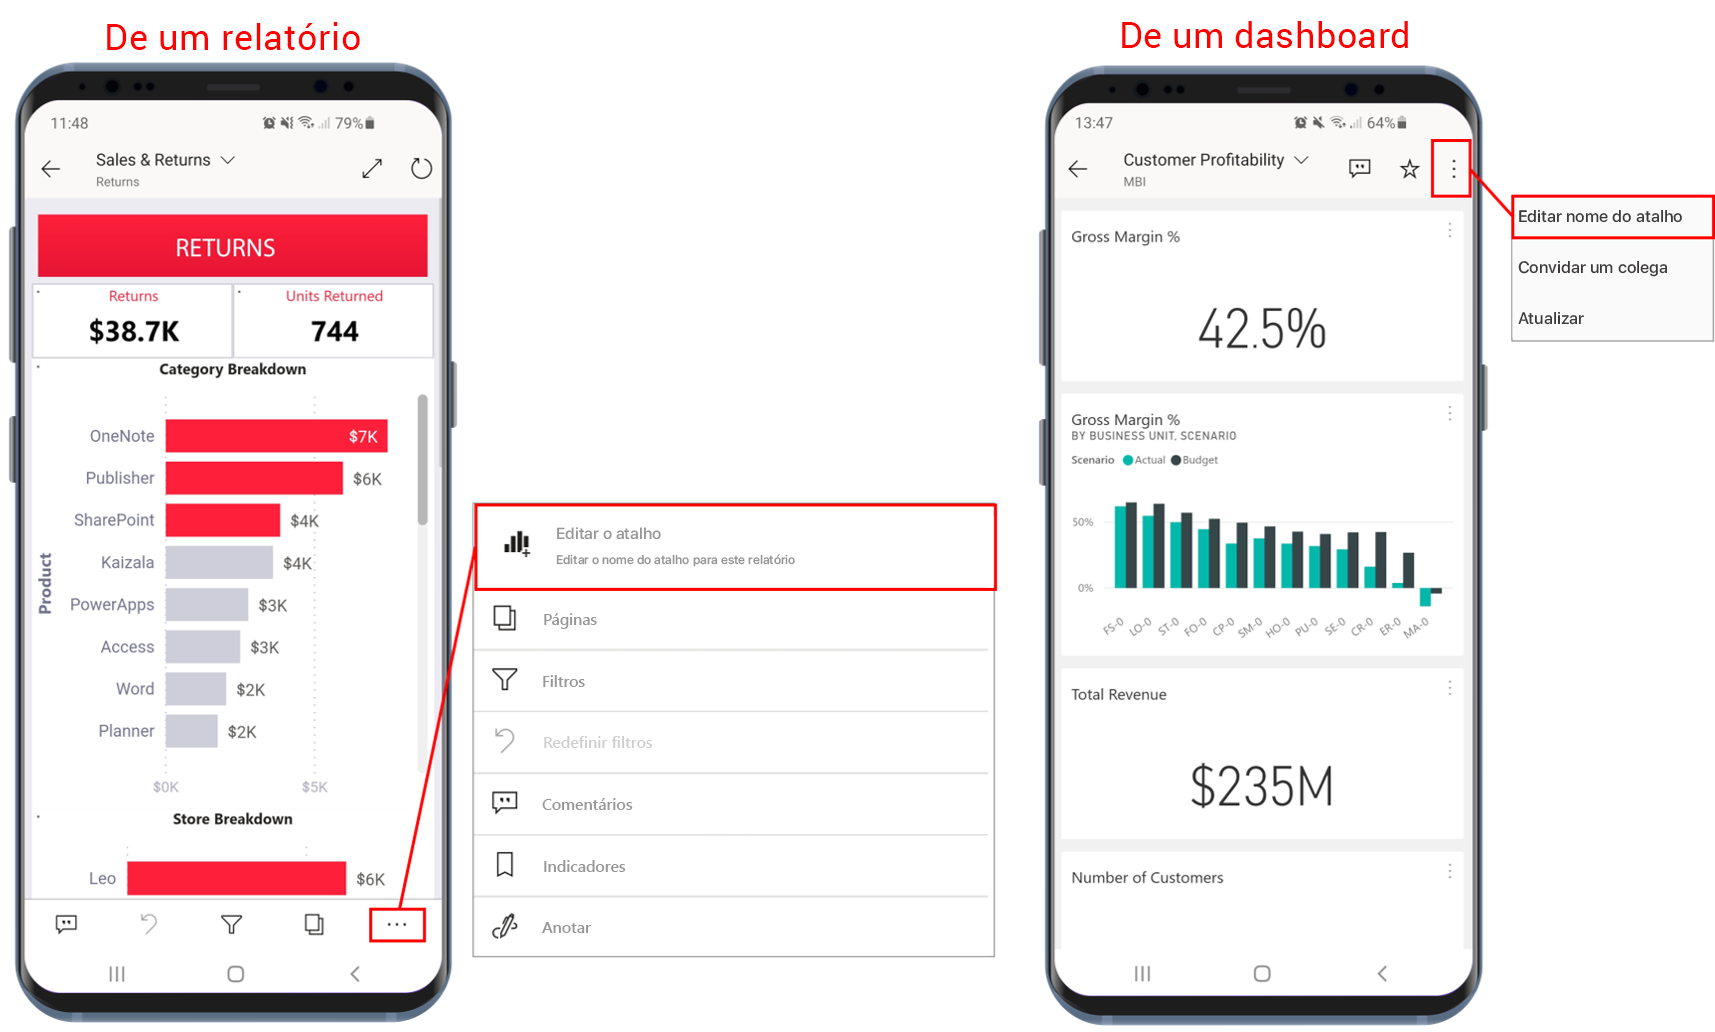 De um relatório
11:48
79%
Sales & Returns
Returns
RETURNS
Returns
$38.7K
Units Returned
744
Category Breakdown
Product
OneNote
$7K
Publisher
$6K
SharePoint
$4K
Kaizala
$4K
PowerApps
$3K
Access
$3K
Word
$2K
Planner
$2K
$0K
$5K
Store Breakdown
Leo
$6K
Editar o atalho
Editar o nome do atalho para este relatório
Páginas
Filtros
Redefinir filtros
Comentários
Indicadores
Anotar
De um dashboard
13:47
64%
Customer Profitability
MBI
Gross Margin %
42.5%
Gross Margin %
BY BUSINESS UNIT, SCENARIO
Scenario Actual Budget
50%
0%
FS-0 LO-0 ST-0 FO-0 CP-0 SM-0 HO-0 PU-0 SE-0 CR-0 ER-0 MA-0
Total Revenue
$235M
Number of Customers
Editar nome do atalho
Convidar um colega
Atualizar